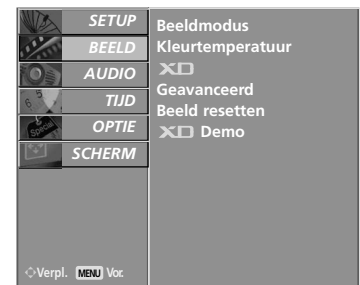 SETUP
BEELD
AUDIO
TIJD
OPTIE
SCHERM
Verpl. MENU Vor.
Beeldmodus
Kleurtemperatuur
XD
Geavanceerd
Beeld resetten
XD Demo